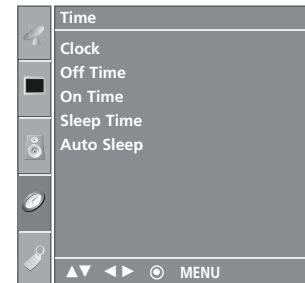 Time
Clock
Off Time
On Time
Sleep Time
Auto Sleep
▲▼ ◄► ⦿ MENU